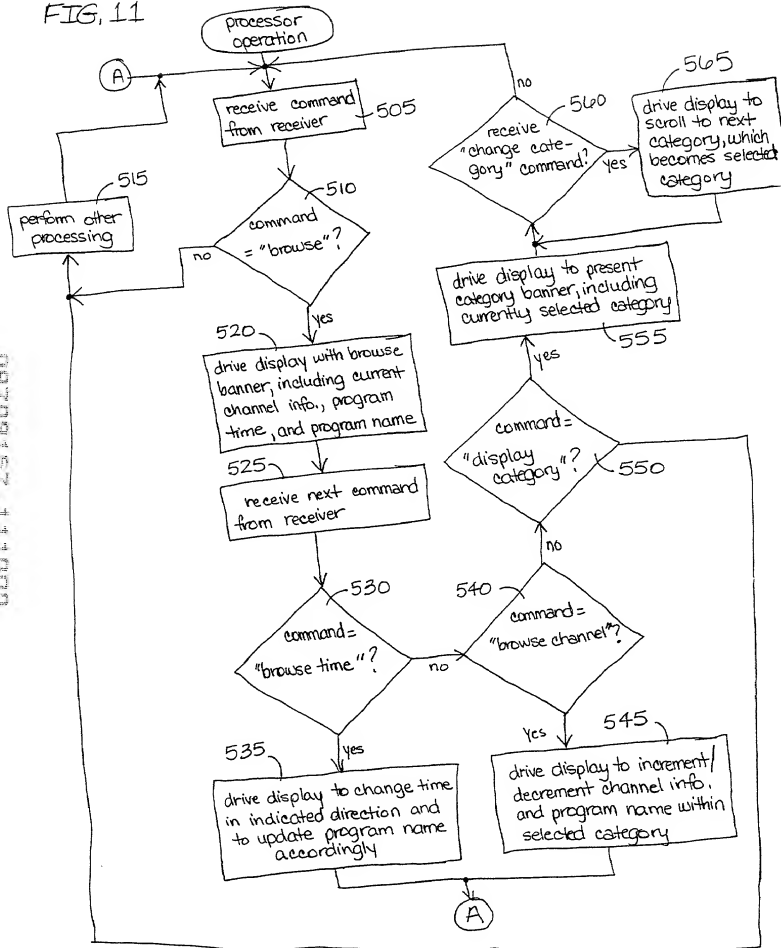 FIG. 11
processor
operation
A
receive command
from receiver
505
command
= "browse"?
510
no
perform other
processing
515
yes
520
drive display with browse
banner, including current
channel info., program
time, and program name
525
receive next command
from receiver
530
command=
"browse time"?
no
yes
535
drive display to change time
in indicated direction and
to update program name
accordingly
540
command=
"browse channel"?
yes
545
drive display to increment/
decrement channel info.
and program name within
selected category
A
no
command=
"display
category"?
550
yes
drive display to present
category banner, including
currently selected category
555
receive
"change cate-
gory" command?
560
no
yes
565
drive display to
scroll to next
category, which
becomes selected
category